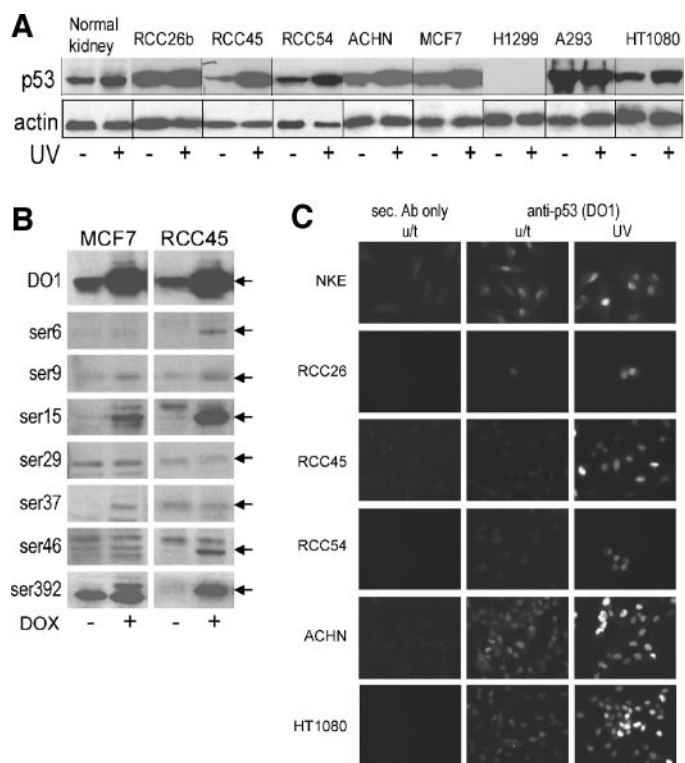 A
Normal kidney RCC26b RCC45 RCC54 ACHN MCF7 H1299 A293 HT1080
p53
actin
UV - + - + - + - + - + - + - + - + - +
B
MCF7 RCC45
DO1
ser6
ser9
ser15
ser29
ser37
ser46
ser392
DOX - + - +
C
sec. Ab only anti-p53 (DO1)
u/t u/t UV
NKE
RCC26
RCC45
RCC54
ACHN
HT1080